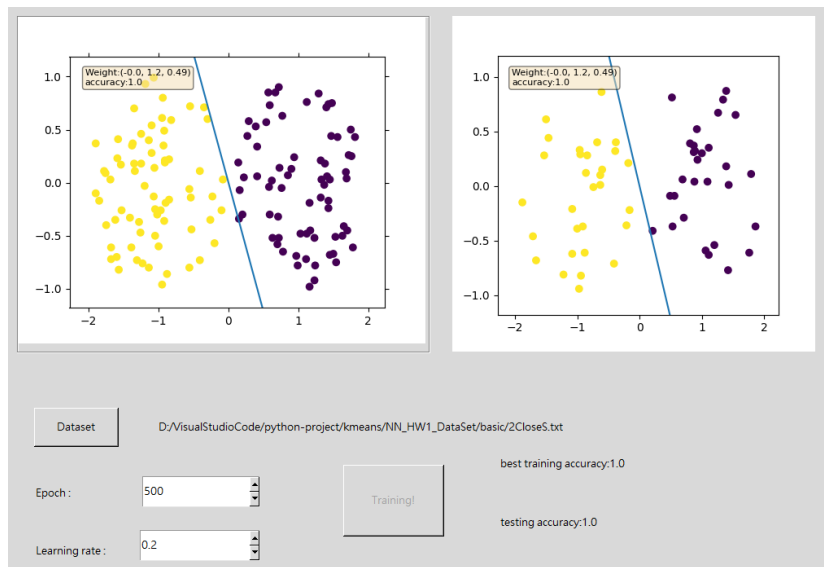 Weight:(-0.0, 1.2, 0.49)
accuracy:1.0
1.0
0.5
0.0
−0.5
−1.0
−2 −1 0 1 2
Weight:(-0.0, 1.2, 0.49)
accuracy:1.0
1.0
0.5
0.0
−0.5
−1.0
−2 −1 0 1 2
Dataset
D:/VisualStudioCode/python-project/kmeans/NN_HW1_DataSet/basic/2CloseS.txt
Epoch :
500
Training!
best training accuracy:1.0
testing accuracy:1.0
Learning rate :
0.2